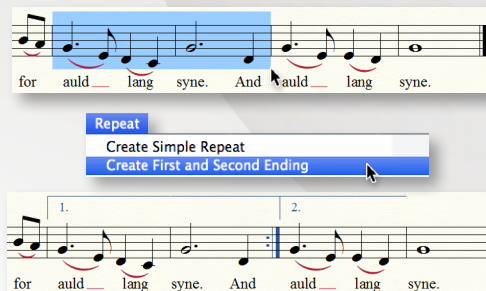 for auld lang syne. And auld lang syne.
Repeat
Create Simple Repeat
Create First and Second Ending
1. 2.
for auld lang syne. And auld lang syne.